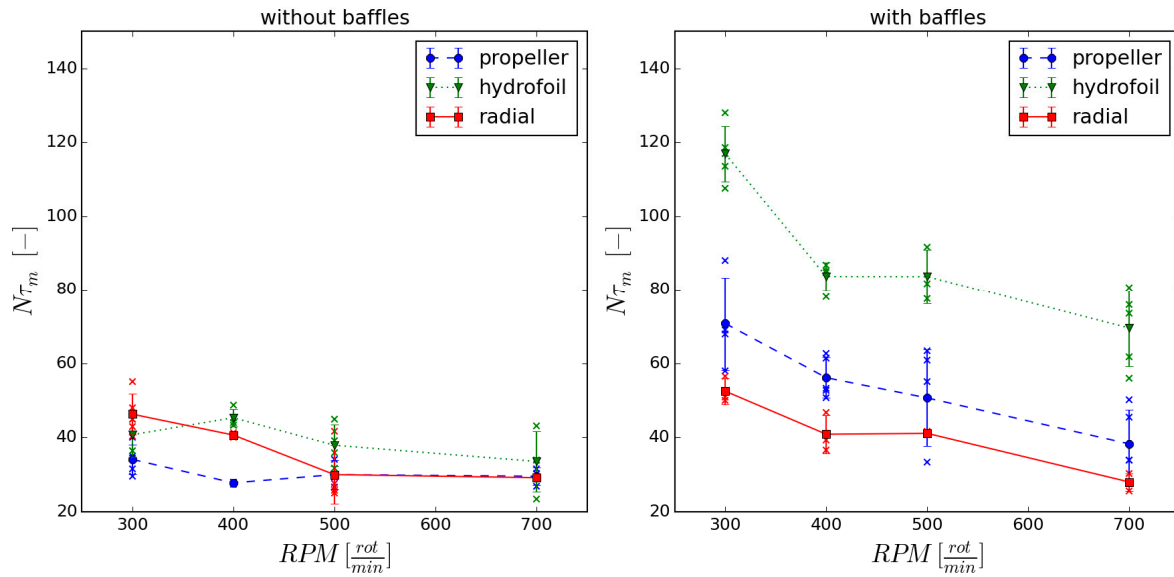 without baffles
140
120
100
80
60
40
20
300
400
500
600
700
Nτm [−]
RPM [rot/min]
propeller
hydrofoil
radial
with baffles
140
120
100
80
60
40
20
300
400
500
600
700
Nτm [−]
RPM [rot/min]
propeller
hydrofoil
radial